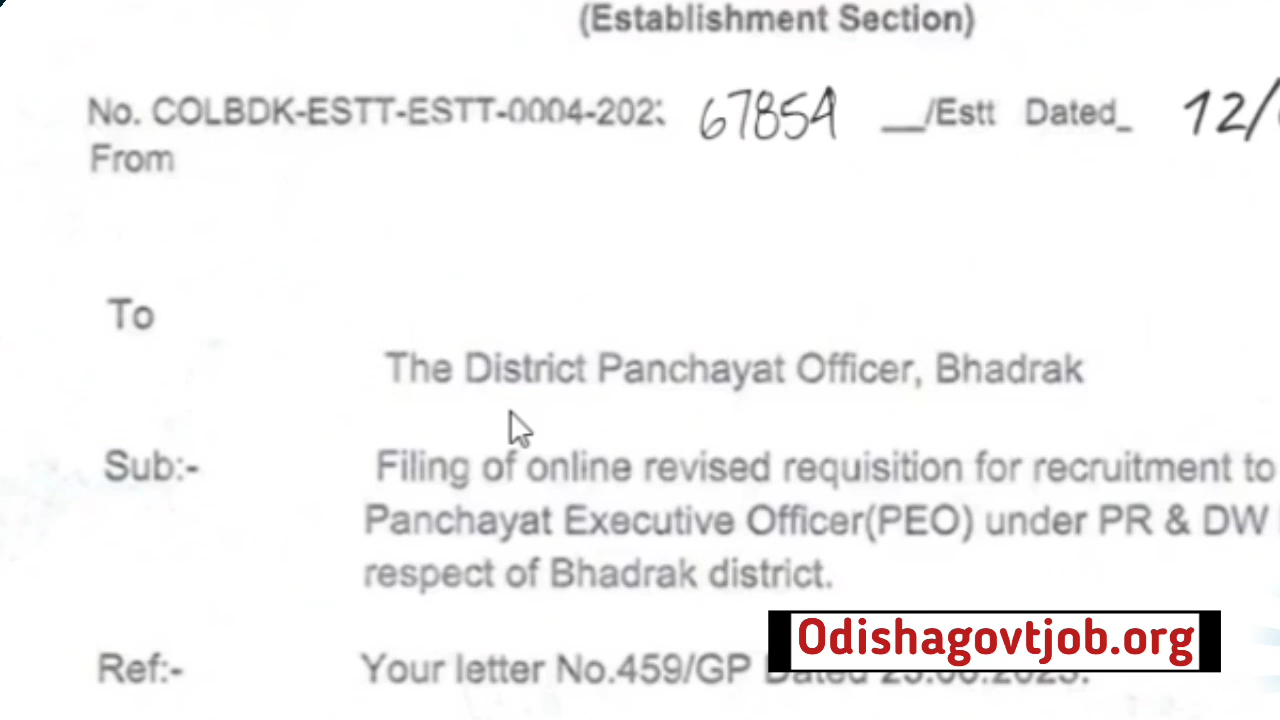 (Establishment Section)
No. COLBDK-ESTT-ESTT-0004-202 67854 __/Estt Dated_ 12/
From
To
The District Panchayat Officer, Bhadrak
Sub:- Filing of online revised requisition for recruitment to
Panchayat Executive Officer(PEO) under PR & DW
respect of Bhadrak district.
Odishagovtjob.org
Ref:- Your letter No.459/GP Dated